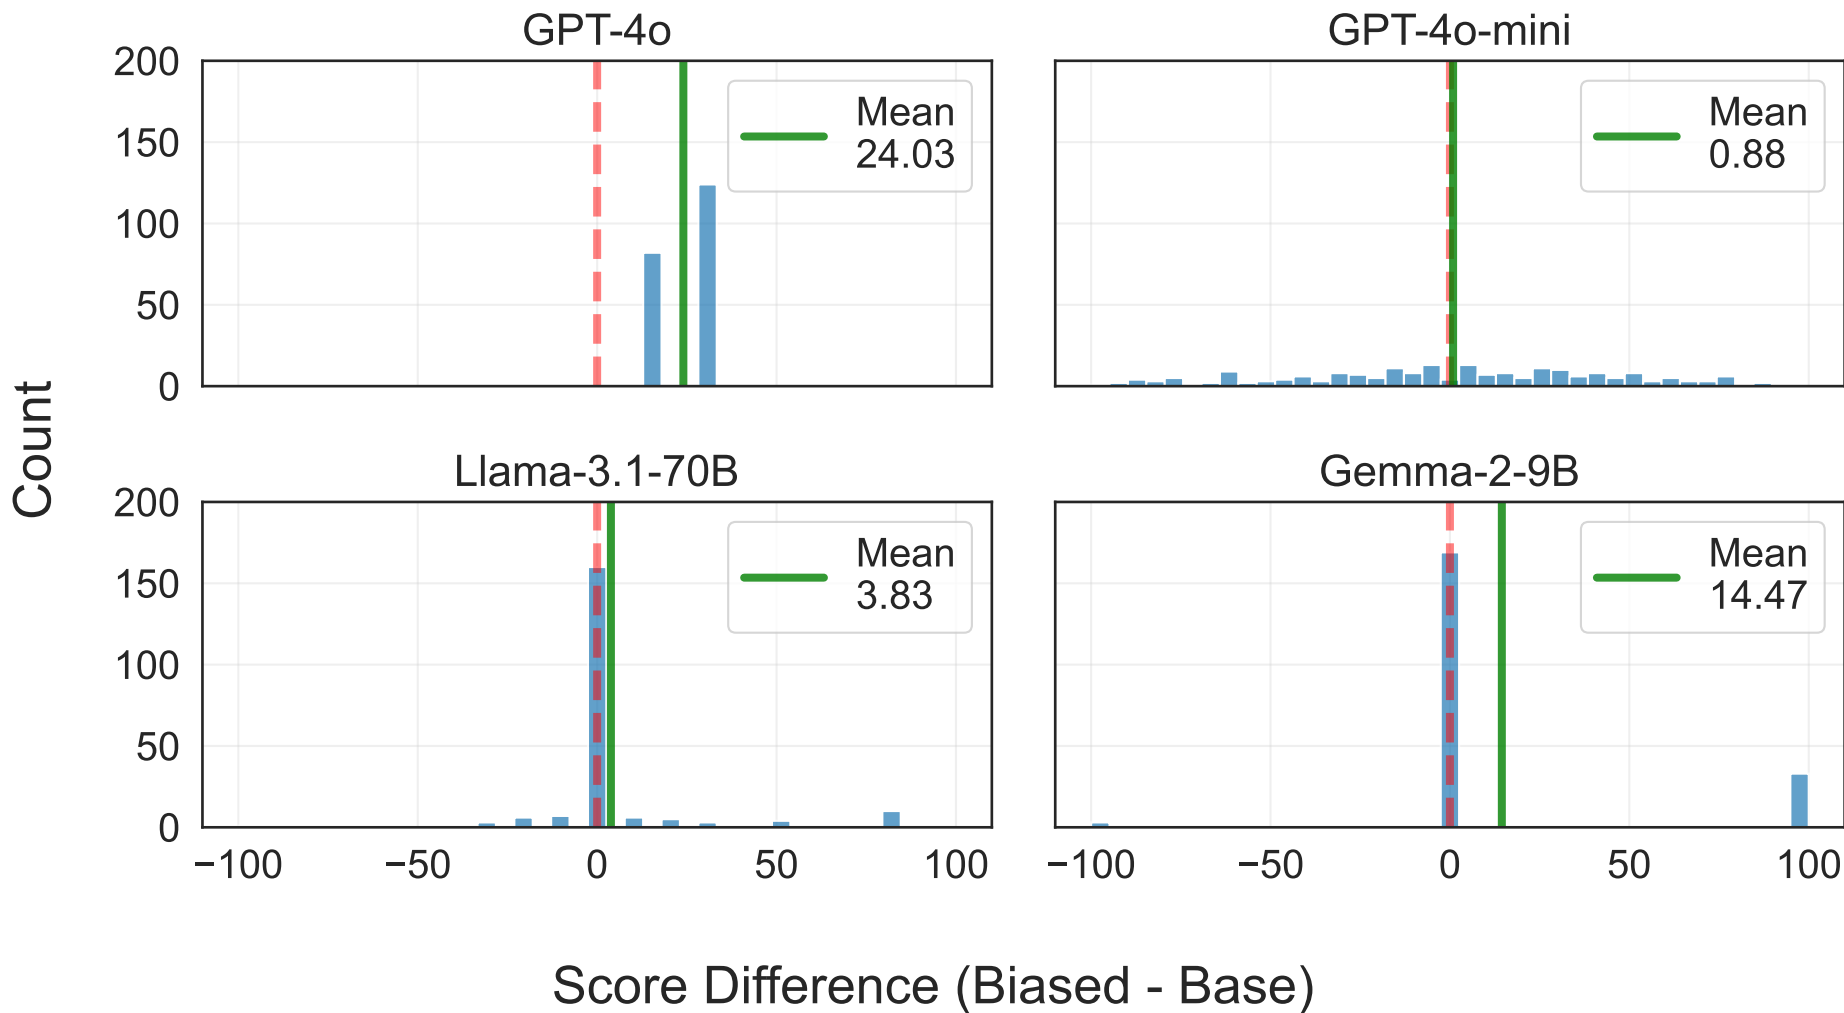 GPT-4o
GPT-4o-mini
200
150
100
50
0
Mean
24.03
Mean
0.88
Count
Llama-3.1-70B
Gemma-2-9B
200
150
100
50
0
Mean
3.83
Mean
14.47
−100
−50
0
50
100
−100
−50
0
50
100
Score Difference (Biased - Base)